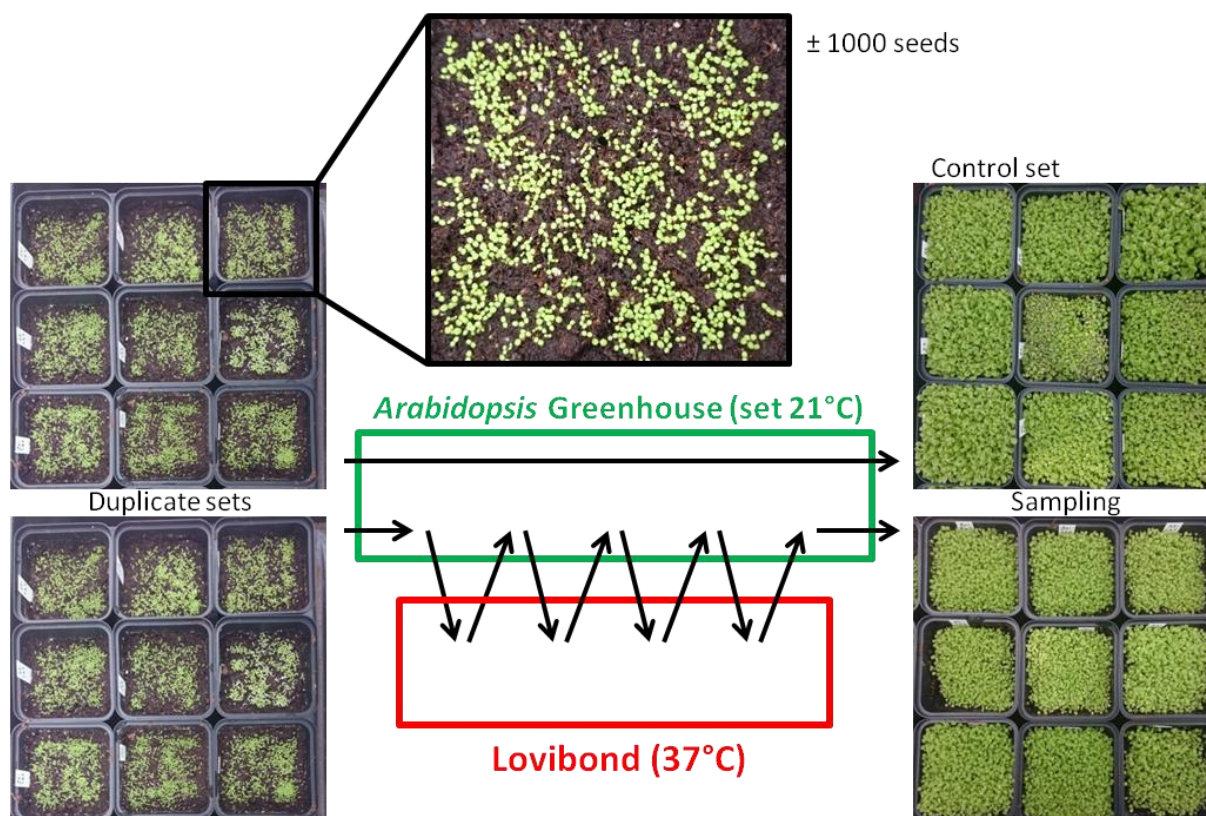 ± 1000 seeds
Control set
Arabidopsis Greenhouse (set 21°C)
Duplicate sets
Sampling
Lovibond (37°C)